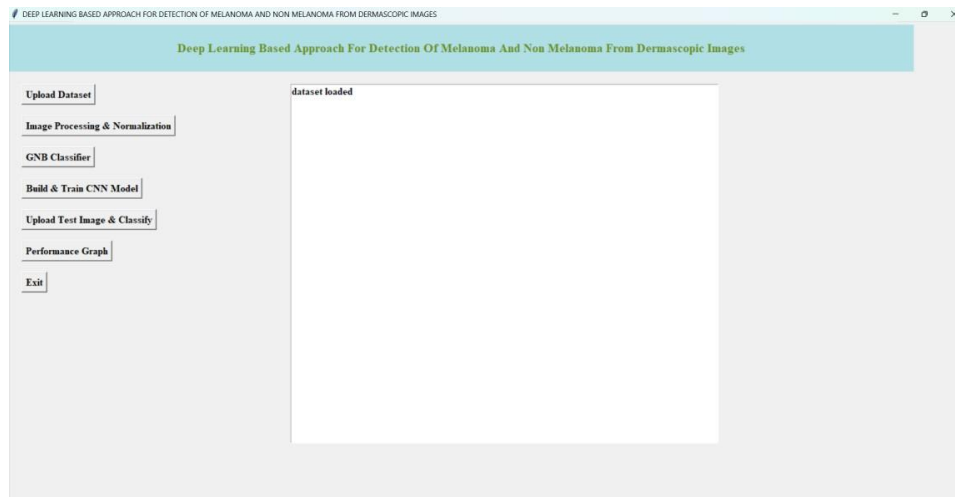 DEEP LEARNING BASED APPROACH FOR DETECTION OF MELANOMA AND NON MELANOMA FROM DERMASCOPIC IMAGES
Deep Learning Based Approach For Detection Of Melanoma And Non Melanoma From Dermascopic Images
Upload Dataset
dataset loaded
Image Processing & Normalization
GNB Classifier
Build & Train CNN Model
Upload Test Image & Classify
Performance Graph
Exit